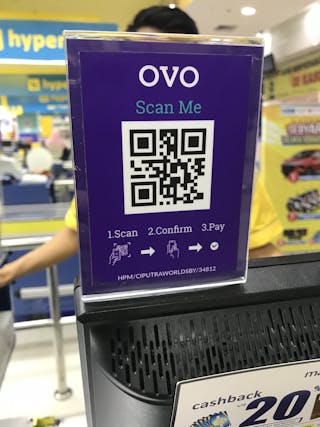 hyper
OVO
Scan Me
1.Scan 2.Confirm 3.Pay
HPM/CIPUTRAWORLDSBY/34812
cashback
20